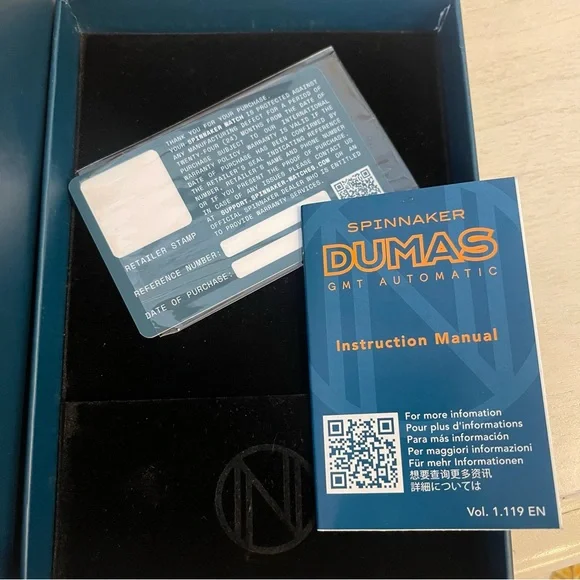 THANK YOU FOR YOUR PURCHASE
YOUR SPINNAKER WATCH IS PROTECTED AGAINST
ANY MANUFACTURING DEFECT FOR A PERIOD OF
TWENTY FOUR (24) MONTHS FROM THE DATE OF
PURCHASE SUBJECT TO OUR INTERNATIONAL
WARRANTY POLICY. WARRANTY IS VALID IF THE
DATE OF PURCHASE CAN BE CONFIRMED BY
THE RETAILER'S SEAL INDICATION REFERENCE
NUMBER, RETAILER'S NAME AND PHONE NUMBER
OR IF YOU PRESENT THE PROOF OF PURCHASE
IN CASE OF ANY ISSUES PLEASE CONTACT US
AT SUPPORT.SPINNAKER-WATCHES.COM OR AN
OFFICIAL SPINNAKER DEALER WHO IS ENTITLED
TO PROVIDE WARRANTY SERVICES.
RETAILER STAMP
REFERENCE NUMBER:
DATE OF PURCHASE:
SPINNAKER
DUMAS
GMT AUTOMATIC
Instruction Manual
For more infomation
Pour plus d'informations
Para más información
Per maggiori informazioni
Für mehr Informationen
想要查询更多资讯
詳細については
Vol. 1.119 EN